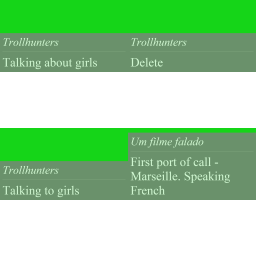 Trollhunters
Talking about girls
Trollhunters
Delete
Trollhunters
Talking to girls
Um filme falado
First port of call -
Marseille. Speaking
French